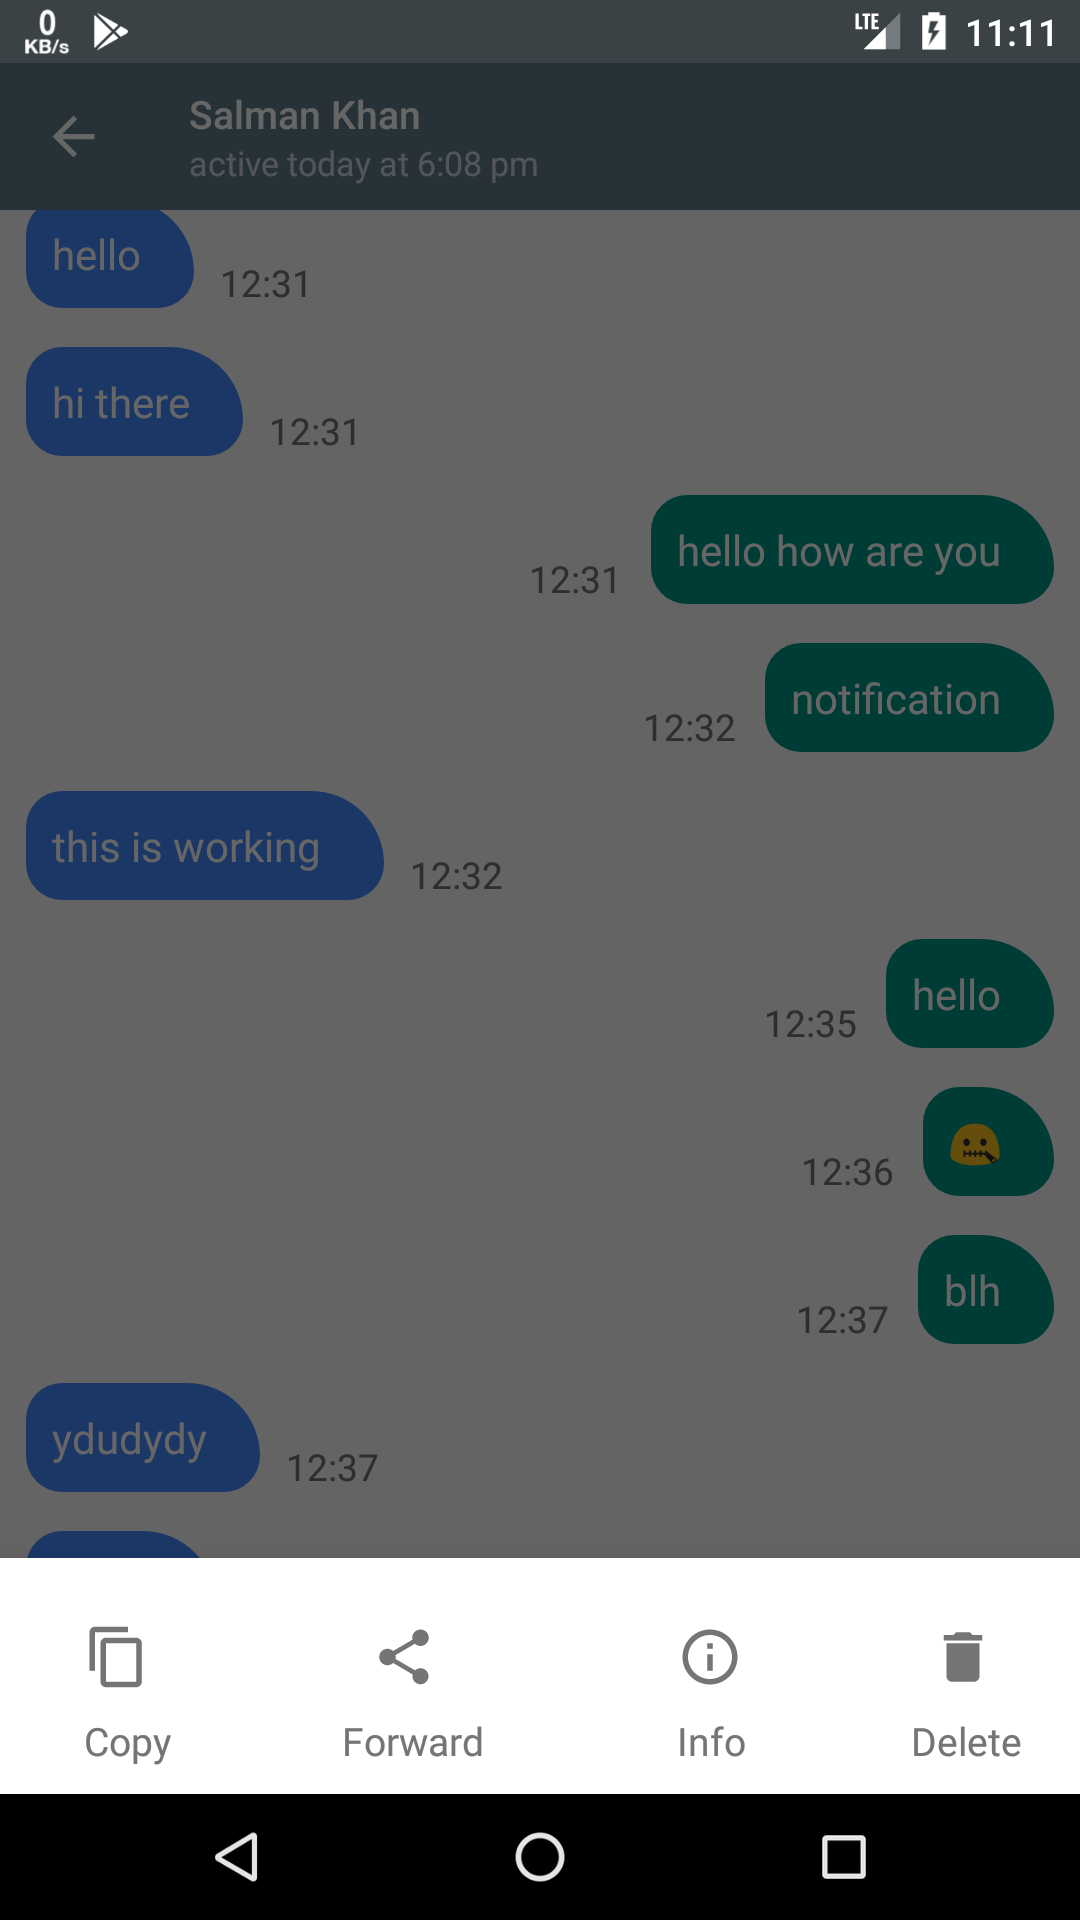 0
KB/s
LTE
11:11
Salman Khan
active today at 6:08 pm
hello
12:31
hi there
12:31
hello how are you
12:31
notification
12:32
this is working
12:32
hello
12:35
12:36
blh
12:37
ydudydy
12:37
Copy Forward Info Delete